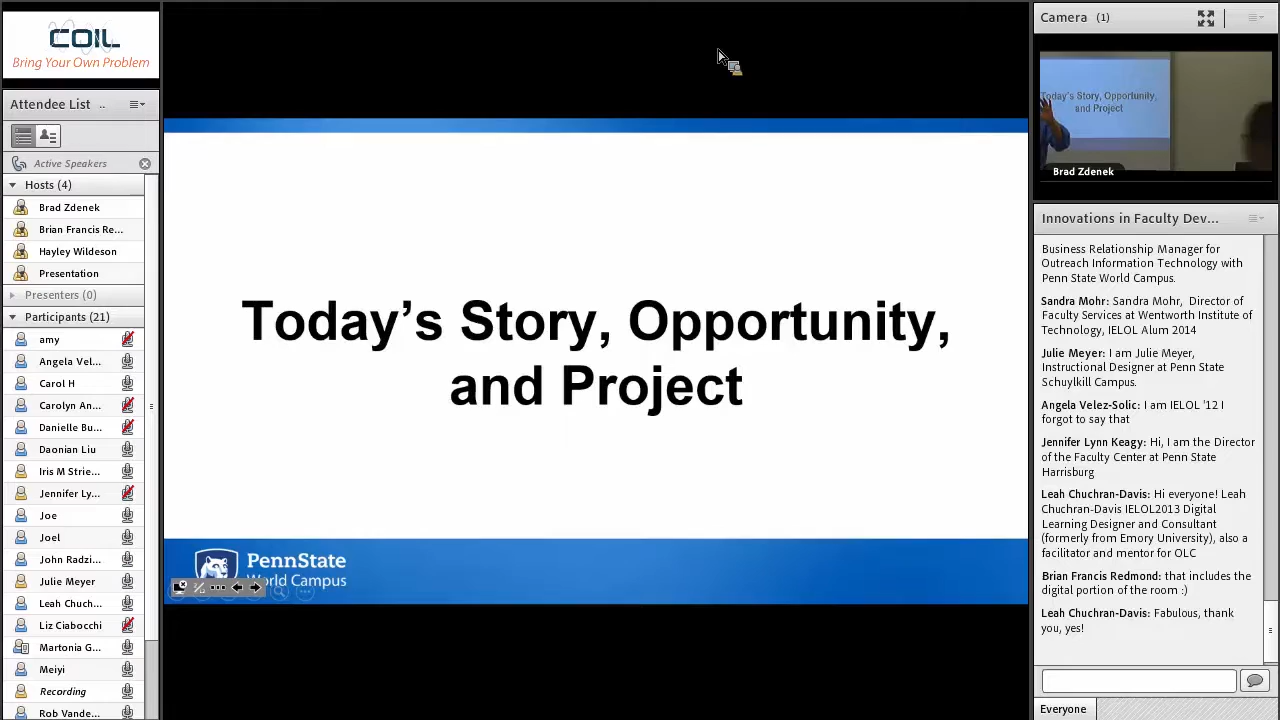 COIL
Bring Your Own Problem
Attendee List ..
Active Speakers
Hosts (4)
Brad Zdenek
Brian Francis Re...
Hayley Wildeson
Presentation
Presenters (0)
Participants (21)
amy
Angela Vel...
Carol H
Carolyn An...
Danielle Bu...
Daonian Liu
Iris M Strie...
Jennifer Ly...
Joe
Joel
John Radzi...
Julie Meyer
Leah Chuch...
Liz Ciabocchi
Martonia G...
Meiyi
Recording
Rob Vande...
Today's Story, Opportunity,
and Project
PennState
World Campus
Camera (1)
Today's Story, Opportunity,
and Project
Brad Zdenek
Innovations in Faculty Dev...
Business Relationship Manager for
Outreach Information Technology with
Penn State World Campus.
Sandra Mohr: Sandra Mohr, Director of
Faculty Services at Wentworth Institute of
Technology, IELOL Alum 2014
Julie Meyer: I am Julie Meyer,
Instructional Designer at Penn State
Schuylkill Campus.
Angela Velez-Solic: I am IELOL '12 I
forgot to say that
Jennifer Lynn Keagy: Hi, I am the Director
of the Faculty Center at Penn State
Harrisburg
Leah Chuchran-Davis: Hi everyone! Leah
Chuchran-Davis IELOL2013 Digital
Learning Designer and Consultant
(formerly from Emory University), also a
facilitator and mentor for OLC
Brian Francis Redmond: that includes the
digital portion of the room :)
Leah Chuchran-Davis: Fabulous, thank
you, yes!
Everyone